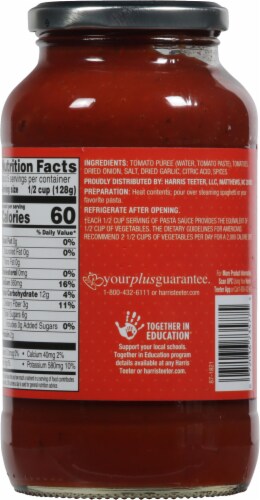 Nutrition Facts
servings per container
size 1/2 cup (128g)
Calories 60
% Daily Value*
0%
0%
0%
16%
Carbohydrate 12g 4%
3g 11%
6g
0g Added Sugars 0%
0% • Calcium 40mg 2%
• Potassium 580mg 10%
INGREDIENTS: TOMATO PUREE (WATER, TOMATO PASTE),
DRIED ONION, SALT, DRIED GARLIC, CITRIC ACID, SPICES.
PROUDLY DISTRIBUTED BY: HARRIS TEETER, LLC, MATTHEWS, NC
PREPARATION: Heat contents; pour over steaming spaghetti or your
favorite pasta.
REFRIGERATE AFTER OPENING.
EACH 1/2 CUP SERVING OF PASTA SAUCE PROVIDES THE EQUIVALENT OF
1/2 CUP OF VEGETABLES. THE DIETARY GUIDELINES FOR AMERICANS
RECOMMEND 2 1/2 CUPS OF VEGETABLES PER DAY FOR A 2,000 CALORIE
yourplusguarantee.
1-800-432-6111 or harristeeter.com
TOGETHER IN
EDUCATION
Support your local schools.
Together in Education program
details available at any Harris
Teeter or harristeeter.com.
For More Product